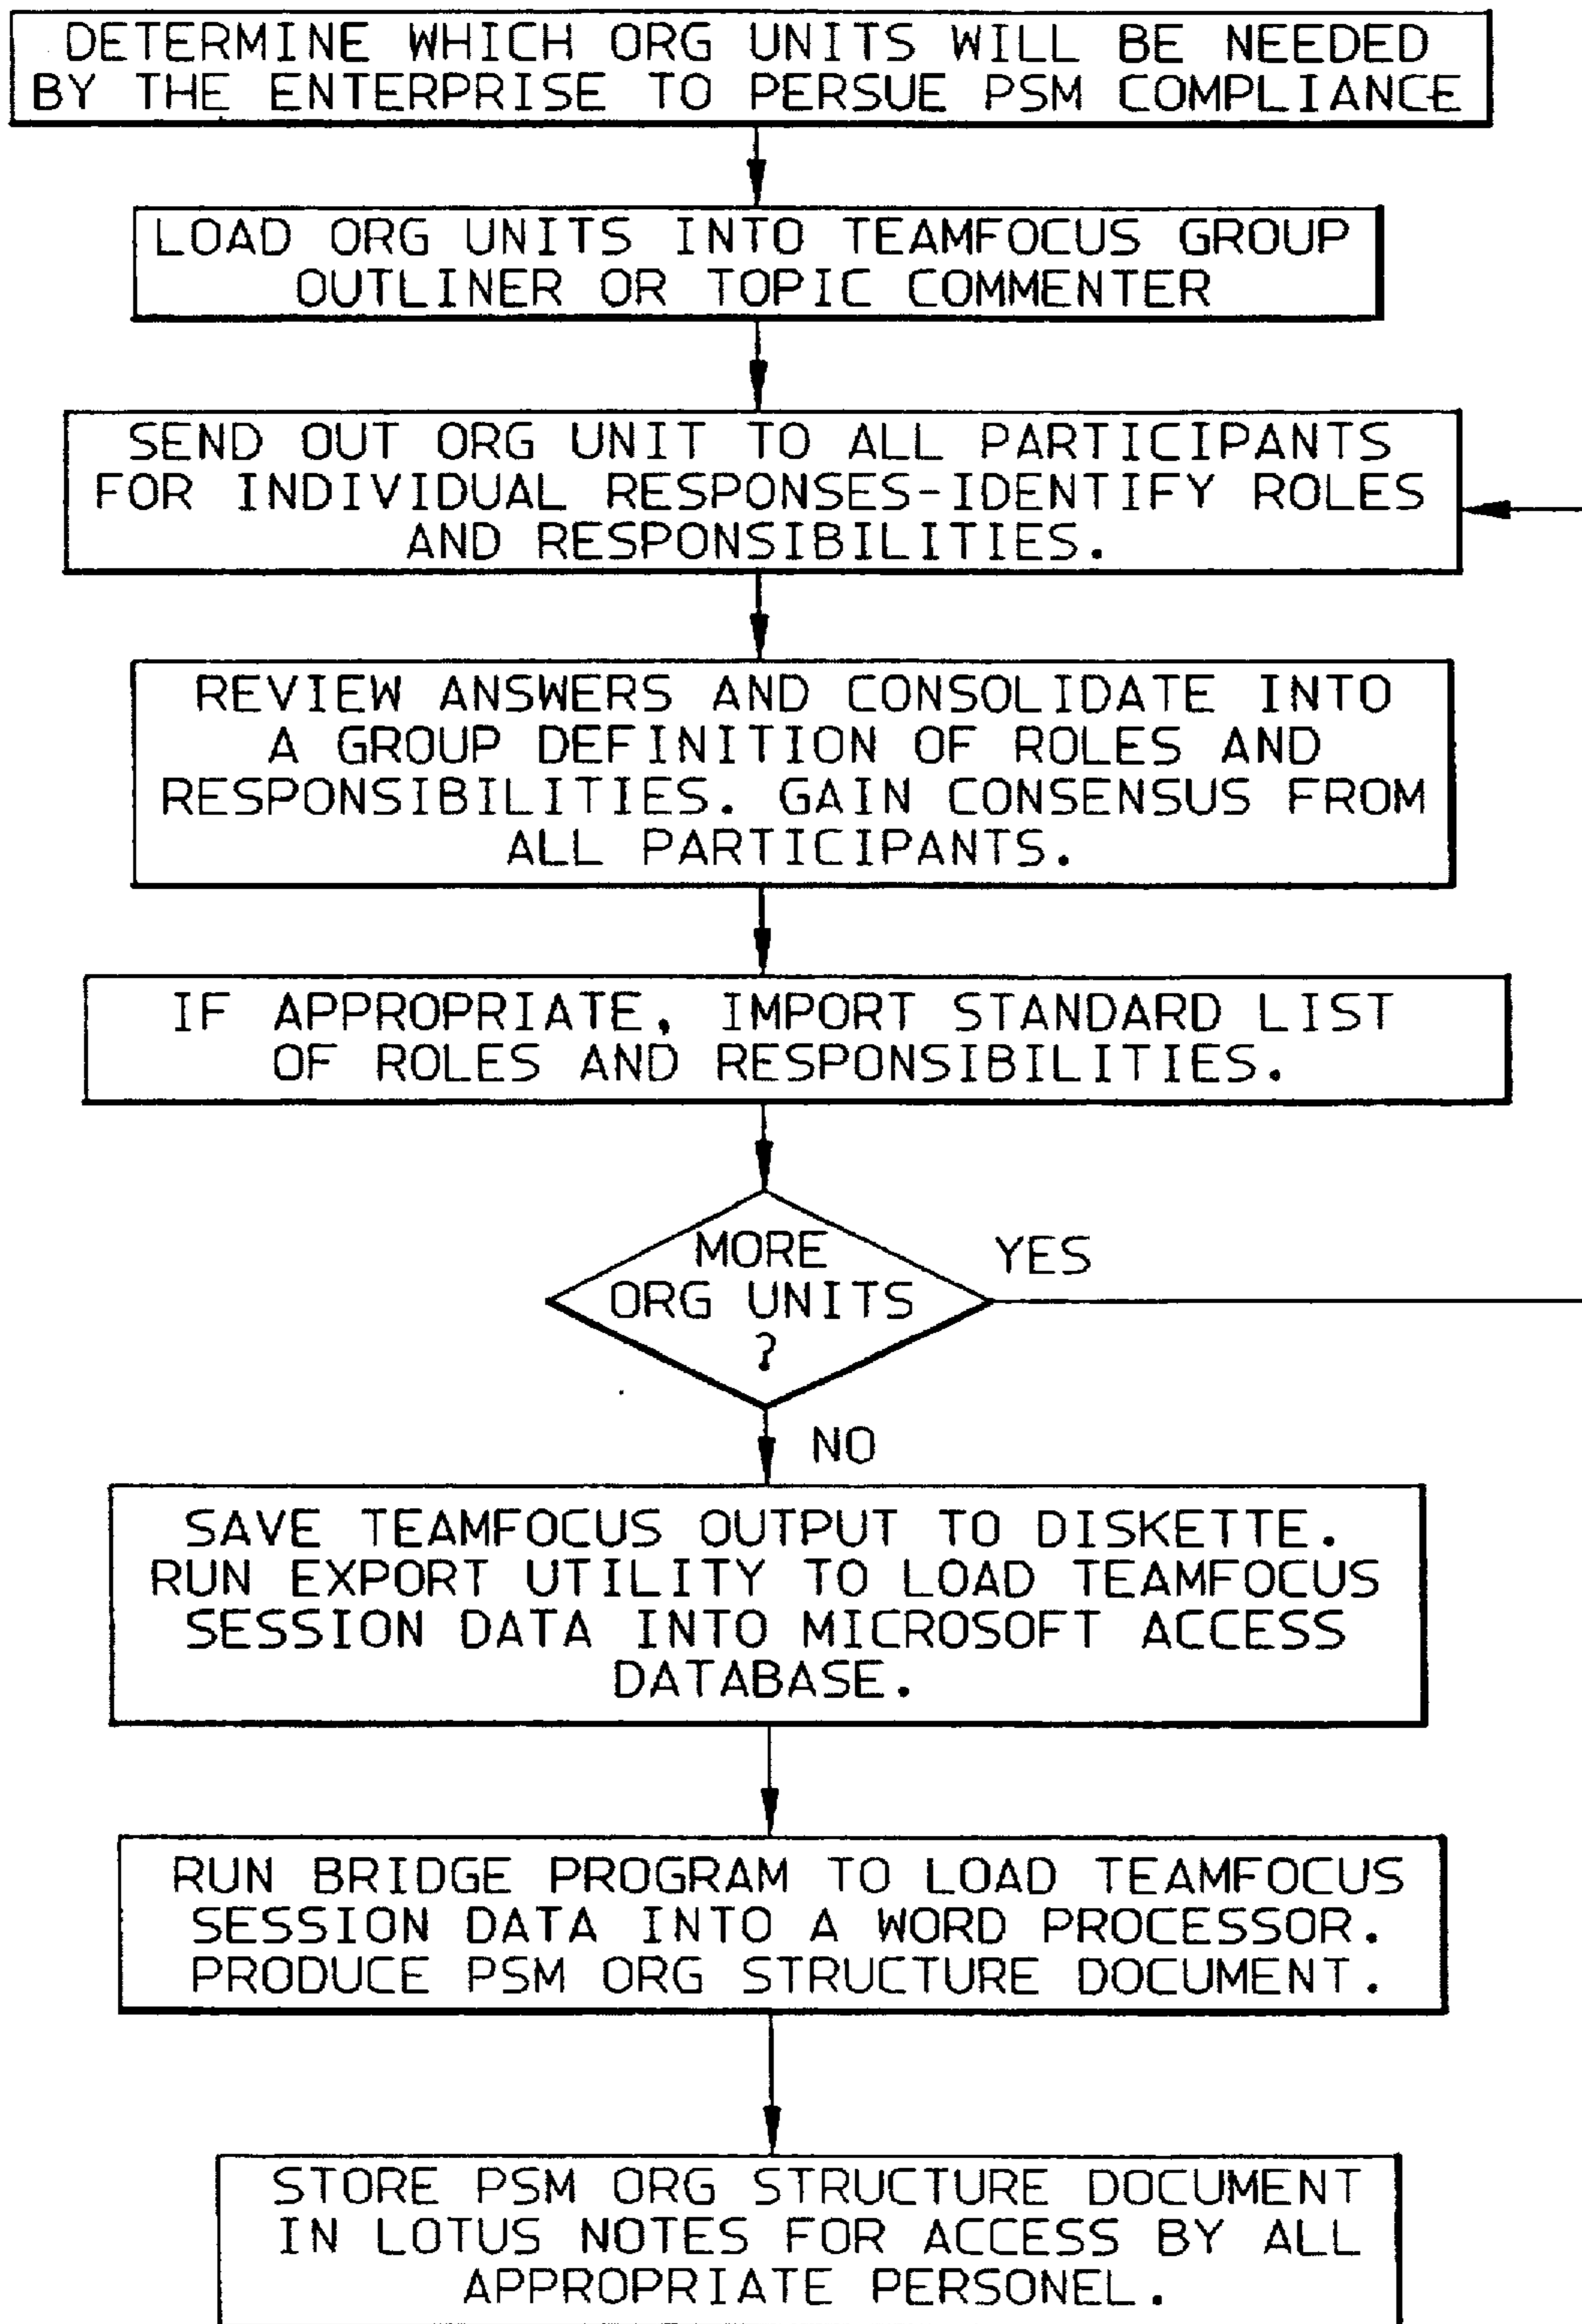 DETERMINE WHICH ORG UNITS WILL BE NEEDED
BY THE ENTERPRISE TO PERSUE PSM COMPLIANCE
LOAD ORG UNITS INTO TEAMFOCUS GROUP
OUTLINER OR TOPIC COMMENTER
SEND OUT ORG UNIT TO ALL PARTICIPANTS
FOR INDIVIDUAL RESPONSES-IDENTIFY ROLES
AND RESPONSIBILITIES.
REVIEW ANSWERS AND CONSOLIDATE INTO
A GROUP DEFINITION OF ROLES AND
RESPONSIBILITIES. GAIN CONSENSUS FROM
ALL PARTICIPANTS.
IF APPROPRIATE, IMPORT STANDARD LIST
OF ROLES AND RESPONSIBILITIES.
MORE
ORG UNITS
?
YES
NO
SAVE TEAMFOCUS OUTPUT TO DISKETTE.
RUN EXPORT UTILITY TO LOAD TEAMFOCUS
SESSION DATA INTO MICROSOFT ACCESS
DATABASE.
RUN BRIDGE PROGRAM TO LOAD TEAMFOCUS
SESSION DATA INTO A WORD PROCESSOR.
PRODUCE PSM ORG STRUCTURE DOCUMENT.
STORE PSM ORG STRUCTURE DOCUMENT
IN LOTUS NOTES FOR ACCESS BY ALL
APPROPRIATE PERSONEL.